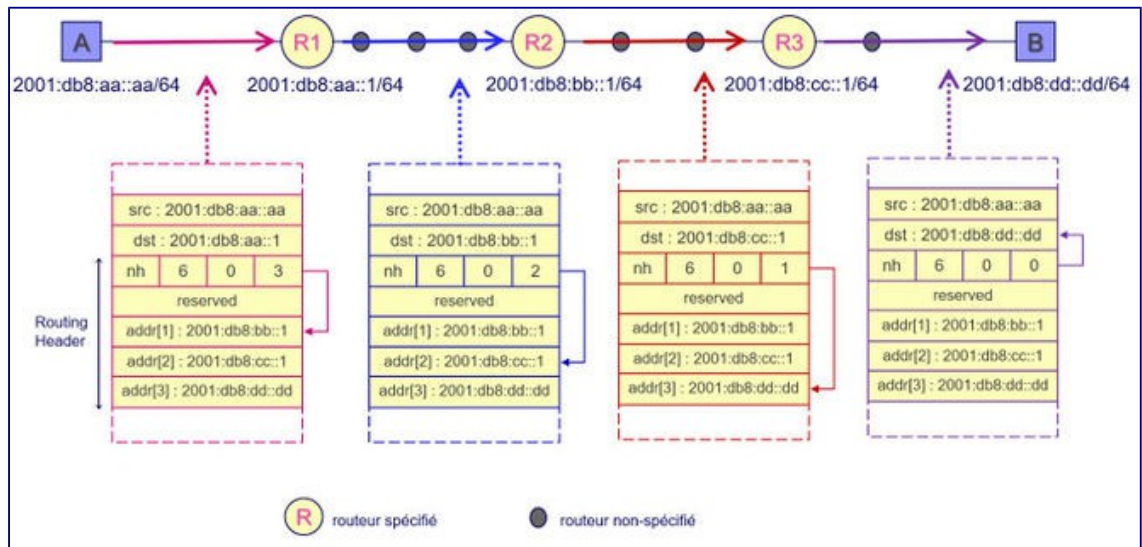 A R1 R2 R3 B
2001:db8:aa::aa/64 2001:db8:aa::1/64 2001:db8:bb::1/64 2001:db8:cc::1/64 2001:db8:dd::dd/64
Routing
Header
src : 2001:db8:aa::aa
dst : 2001:db8:aa::1
nh 6 0 3
reserved
addr[1] : 2001:db8:bb::1
addr[2] : 2001:db8:cc::1
addr[3] : 2001:db8:dd::dd
src : 2001:db8:aa::aa
dst : 2001:db8:bb::1
nh 6 0 2
reserved
addr[1] : 2001:db8:bb::1
addr[2] : 2001:db8:cc::1
addr[3] : 2001:db8:dd::dd
src : 2001:db8:aa::aa
dst : 2001:db8:cc::1
nh 6 0 1
reserved
addr[1] : 2001:db8:bb::1
addr[2] : 2001:db8:cc::1
addr[3] : 2001:db8:dd::dd
src : 2001:db8:aa::aa
dst : 2001:db8:dd::dd
nh 6 0 0
reserved
addr[1] : 2001:db8:bb::1
addr[2] : 2001:db8:cc::1
addr[3] : 2001:db8:dd::dd
R routeur spécifié
routeur non-spécifié